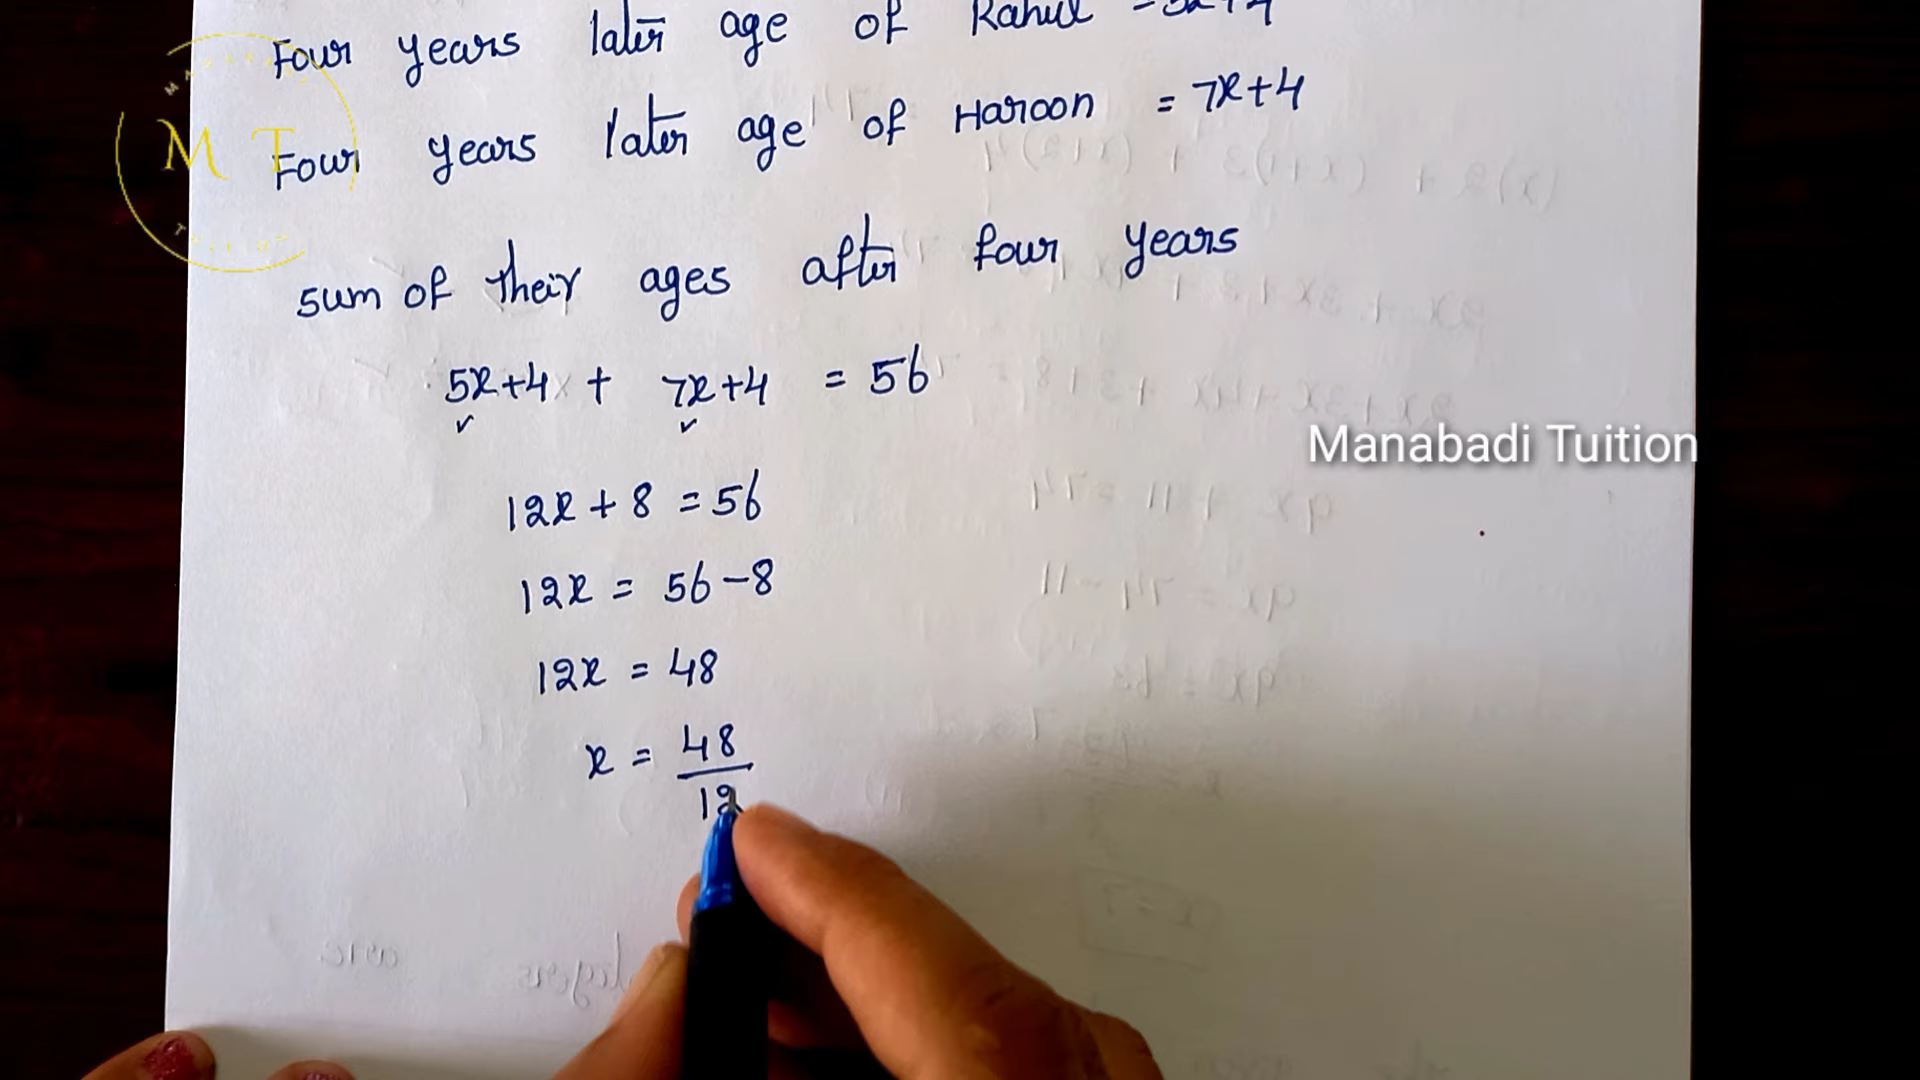 Four years later age of Rahul = 5x+4
Four years later age of Haroon = 7x+4
sum of their ages after four years
5x+4 + 7x+4 = 56
12x + 8 = 56
12x = 56-8
12x = 48
x = 48
12
M T
Manabadi Tuition